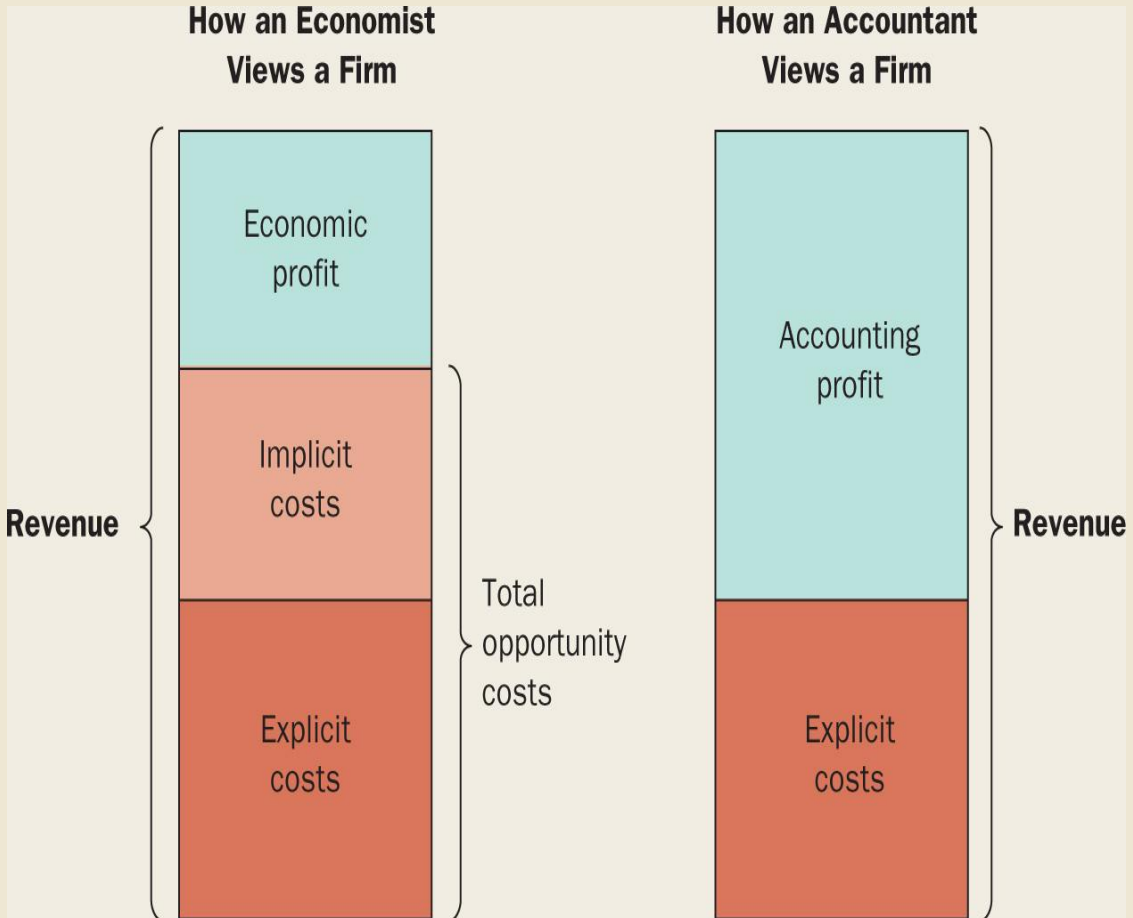 How an Economist
Views a Firm
How an Accountant
Views a Firm
Economic
profit
Implicit
costs
Explicit
costs
Revenue
Total
opportunity
costs
Accounting
profit
Explicit
costs
Revenue